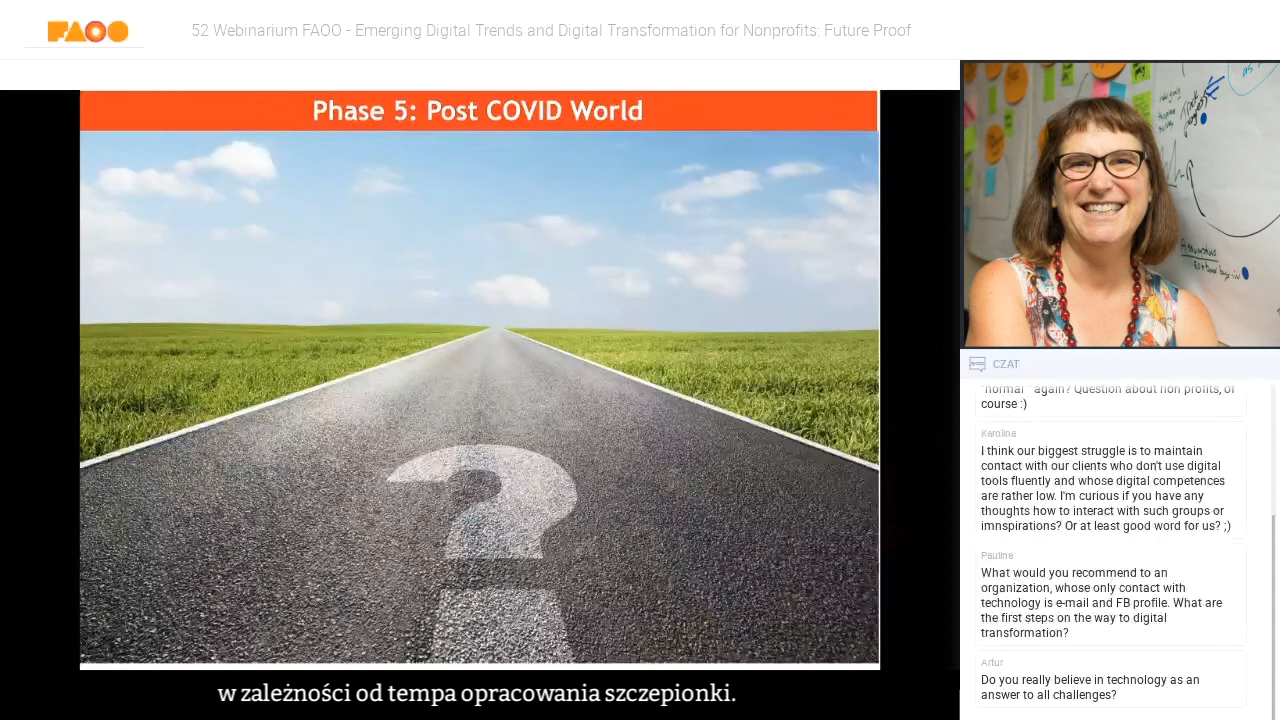 FAOO
52 Webinarium FAOO - Emerging Digital Trends and Digital Transformation for Nonprofits: Future Proof
Phase 5: Post COVID World
?
w zależności od tempa opracowania szczepionki.
CZAT
"normal" again? Question about non profits, of
course :)
Karolina
I think our biggest struggle is to maintain
contact with our clients who don't use digital
tools fluently and whose digital competences
are rather low. I'm curious if you have any
thoughts how to interact with such groups or
imnspirations? Or at least good word for us? ;)
Paulina
What would you recommend to an
organization, whose only contact with
technology is e-mail and FB profile. What are
the first steps on the way to digital
transformation?
Artur
Do you really believe in technology as an
answer to all challenges?